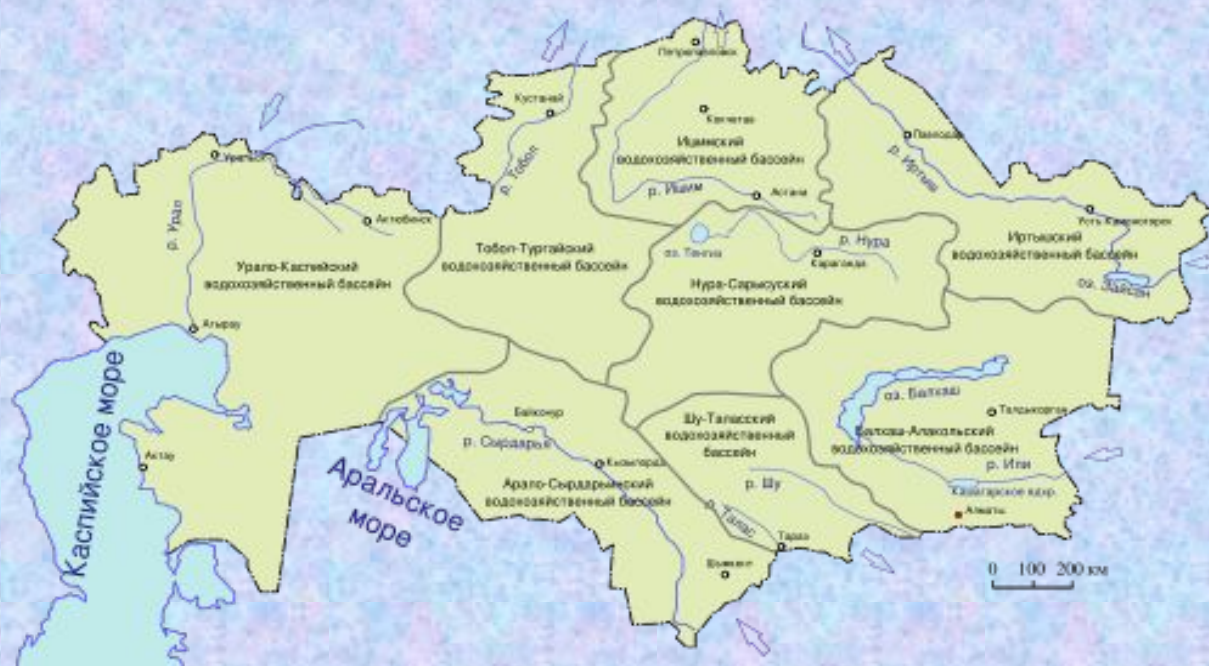 Петропавловск
Кустанай
Кокчетав
Ишимский
водохозяйственный бассейн
р. Тобол
р. Ишим
Астана
Павлодар
р. Иртыш
Усть-Каменогорск
Иртышский
водохозяйственный бассейн
оз. Зайсан
Уральск
р. Урал
Актюбинск
Урало-Каспийский
водохозяйственный бассейн
Тобол-Тургайский
водохозяйственный бассейн
оз. Тенгиз
р. Нура
Караганда
Нура-Сарысуский
водохозяйственный бассейн
Атырау
Каспийское море
Актау
Аральское
море
Байконур
р. Сырдарья
Кызылорда
Арало-Сырдарьинский
водохозяйственный бассейн
Шу-Таласский
водохозяйственный
бассейн
р. Шу
р. Талас
Тараз
Шымкент
оз. Балхаш
Талдыкорган
Балхаш-Алакольский
водохозяйственный бассейн
р. Или
Капчагарское вдхр.
Алматы
0 100 200 км